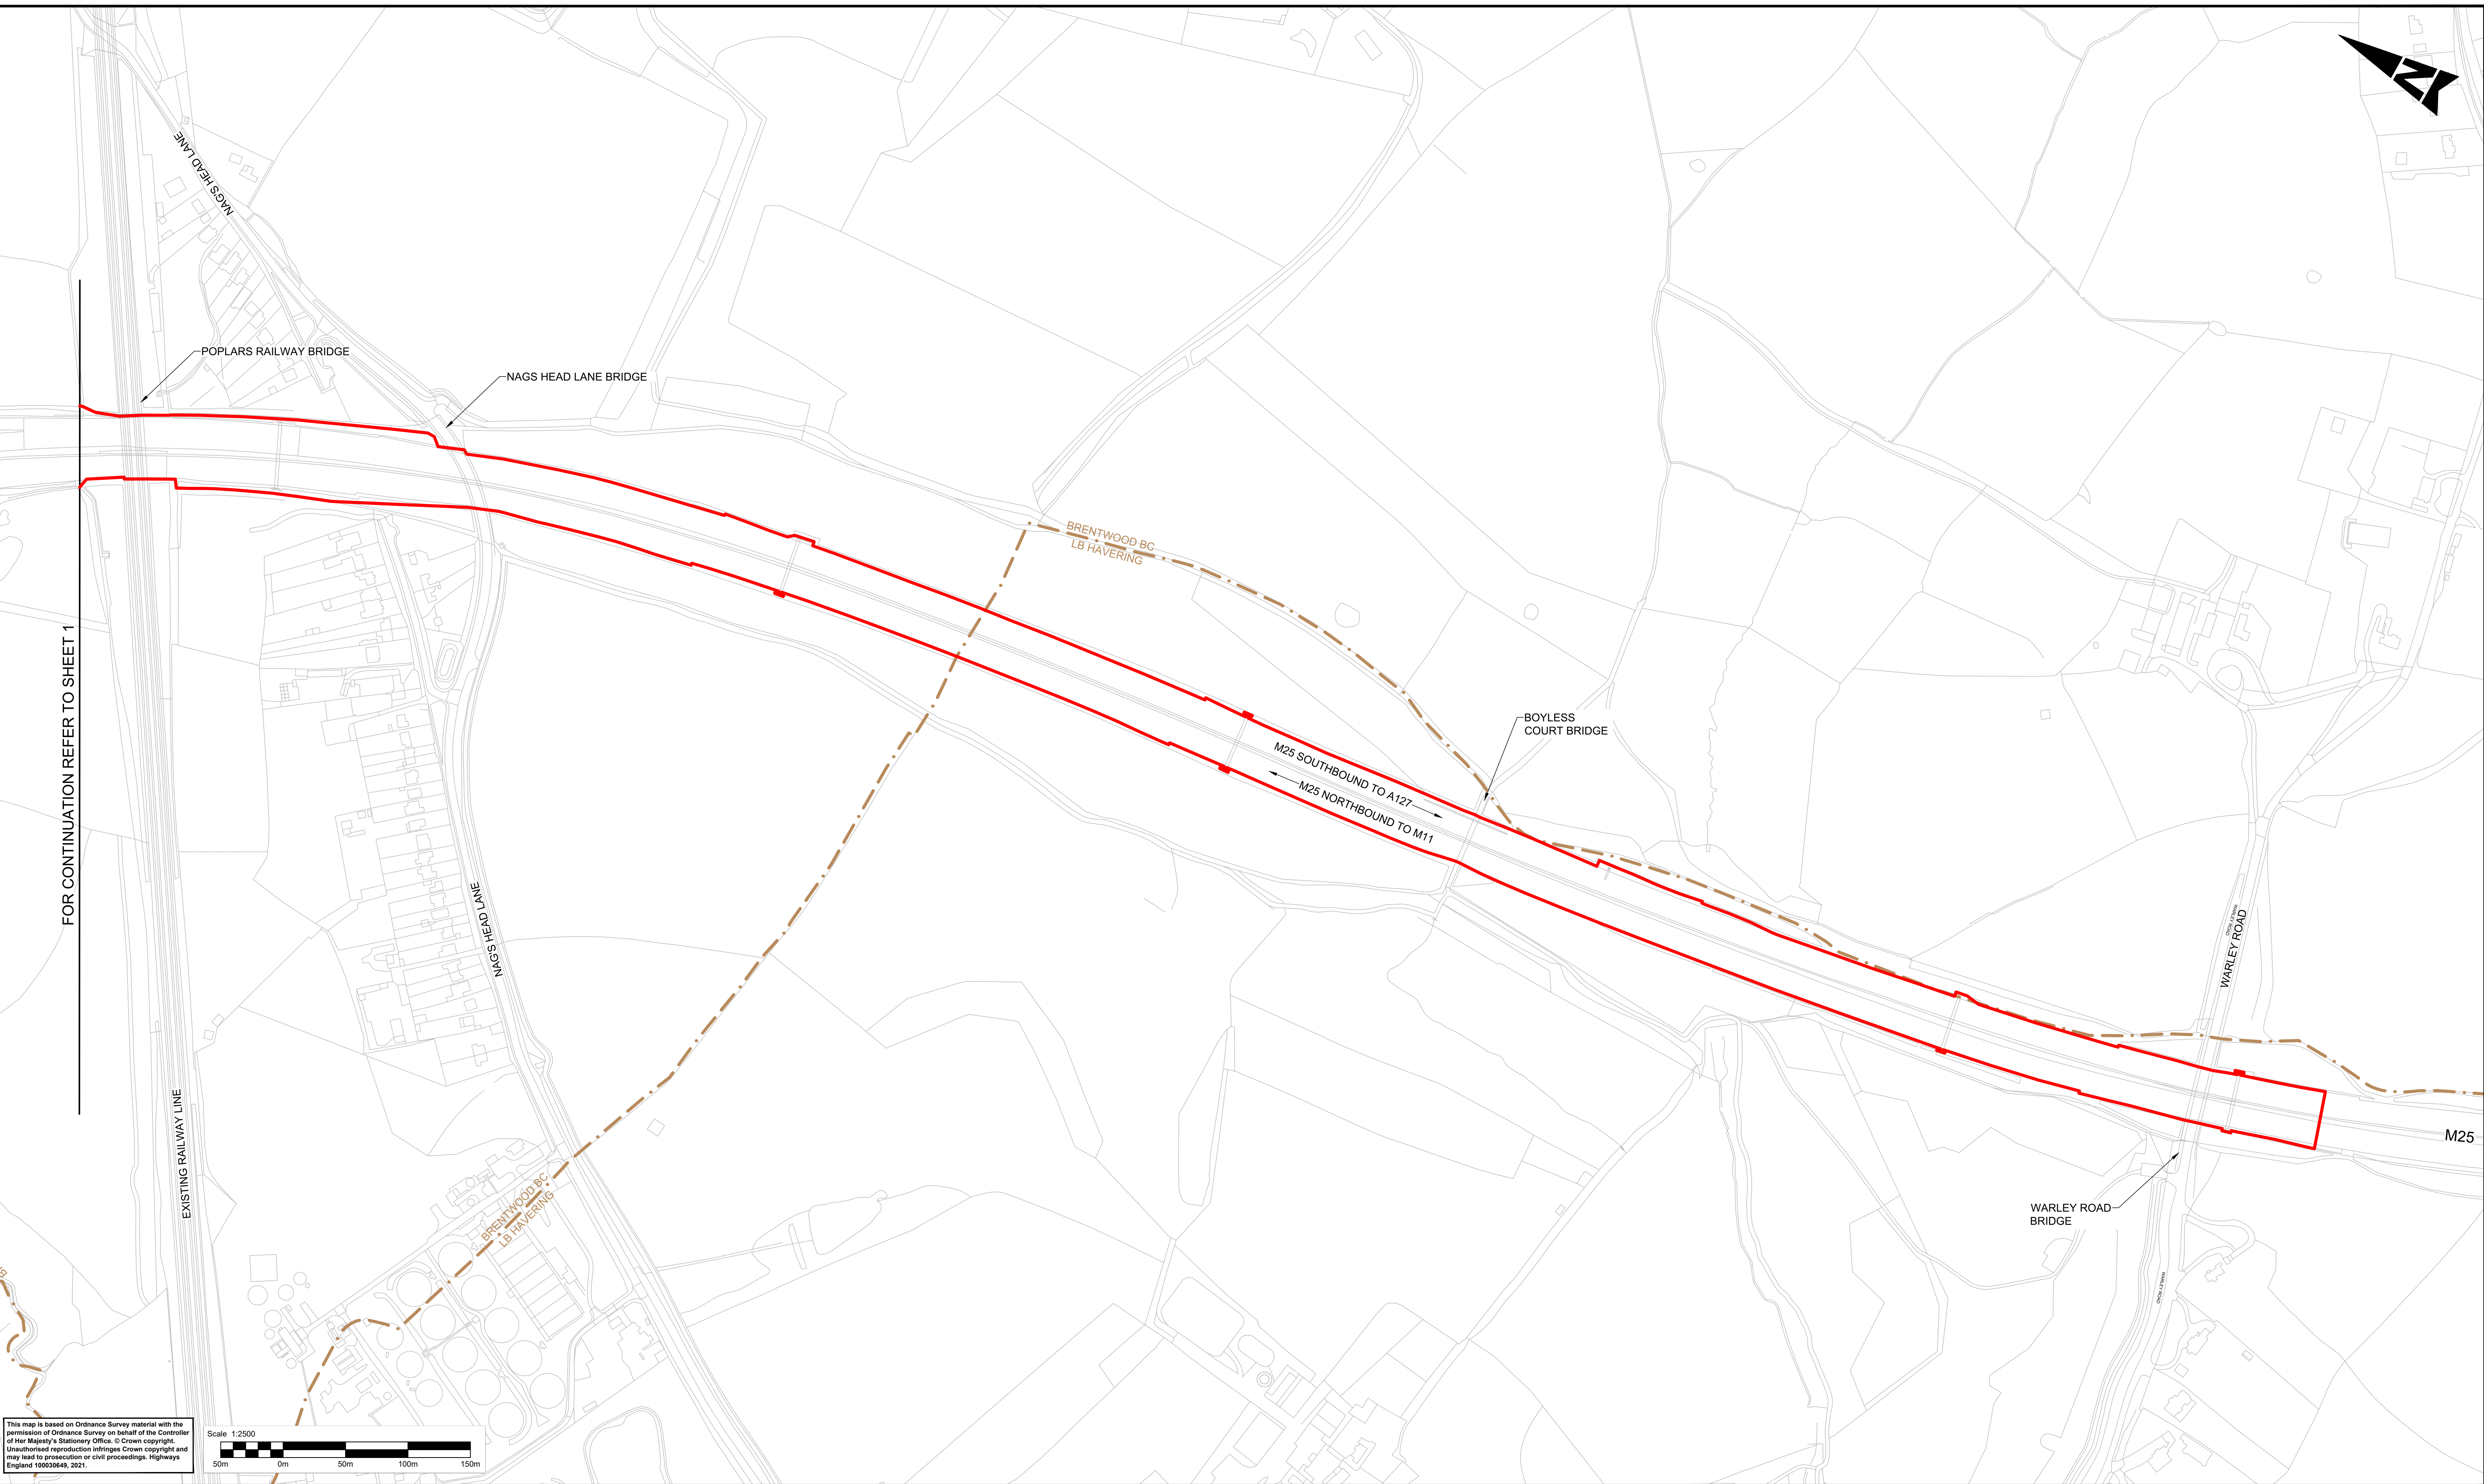 N
NAG'S HEAD LANE
POPLARS RAILWAY BRIDGE
NAGS HEAD LANE BRIDGE
BRENTWOOD BC
LB HAVERING
FOR CONTINUATION REFER TO SHEET 1
BOYLESS
COURT BRIDGE
M25 SOUTHBOUND TO A127
M25 NORTHBOUND TO M11
NAG'S HEAD LANE
WARLEY ROAD
WARLEY ROAD
M25
EXISTING RAILWAY LINE
BRENTWOOD BC
LB HAVERING
WARLEY ROAD
BRIDGE
WARLEY ROAD
This map is based on Ordnance Survey material with the
permission of Ordnance Survey on behalf of the Controller
of Her Majesty's Stationery Office. © Crown copyright.
Unauthorised reproduction infringes Crown copyright and
may lead to prosecution or civil proceedings. Highways
England 100030649, 2021.
Scale 1:2500
50m 0m 50m 100m 150m